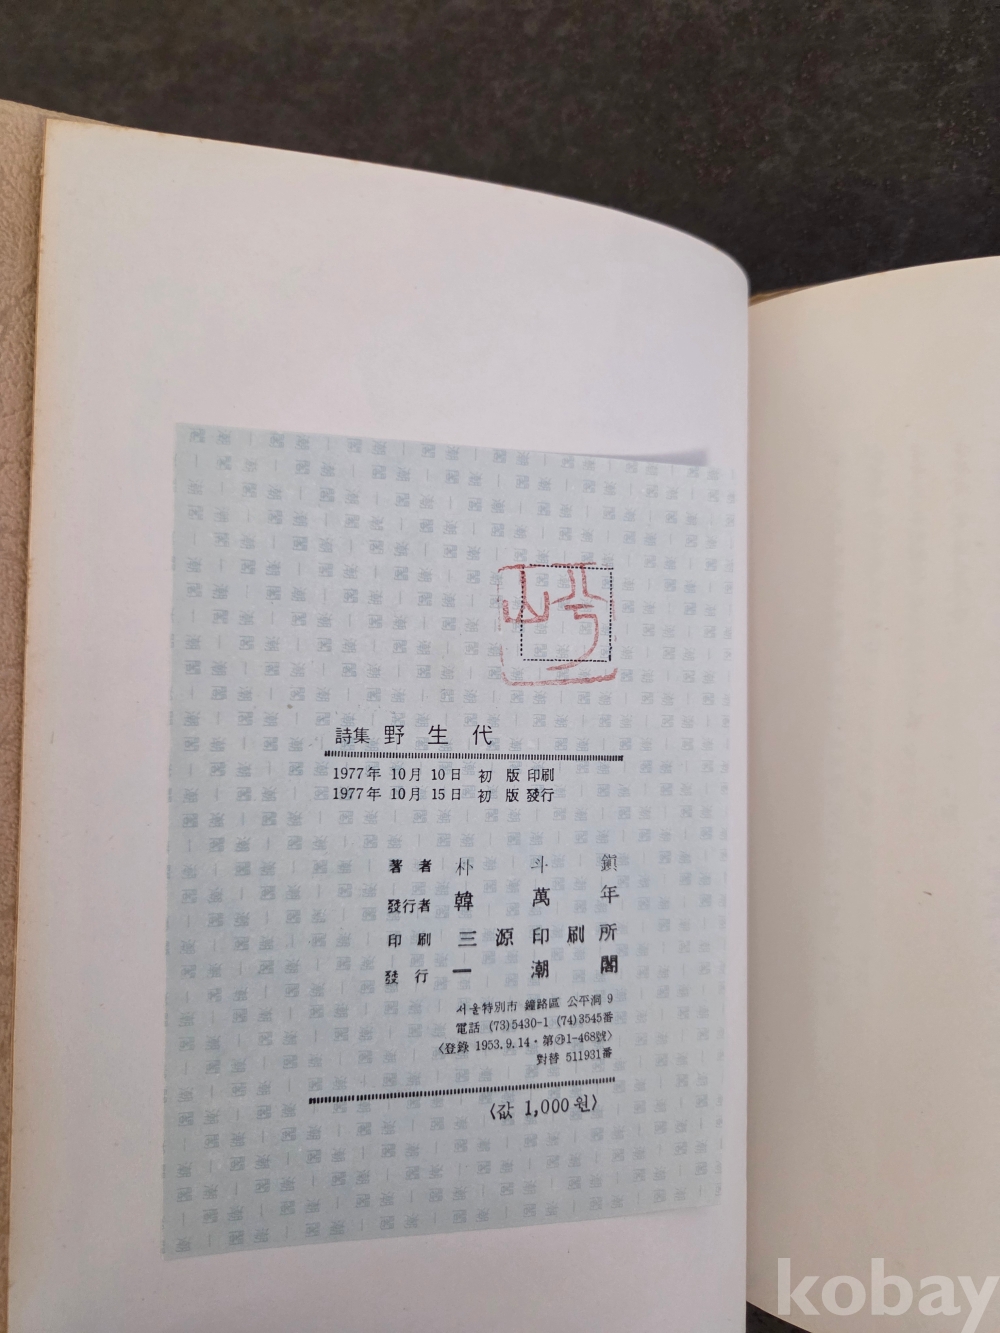 詩集 野生代
1977年 10月 10日 初 版 印刷
1977年 10月 15日 初 版 發行
著者 朴斗鎭
發行者 韓萬年
印刷 三源印刷所
發行 一潮閣
서울特別市 鐘路區 公平洞 9
電話 (73)5430-1 (74)3545番
〈登錄 1953.9.14·第㉮1-468號〉
對替 511931番
〈값 1,000원〉
kobay